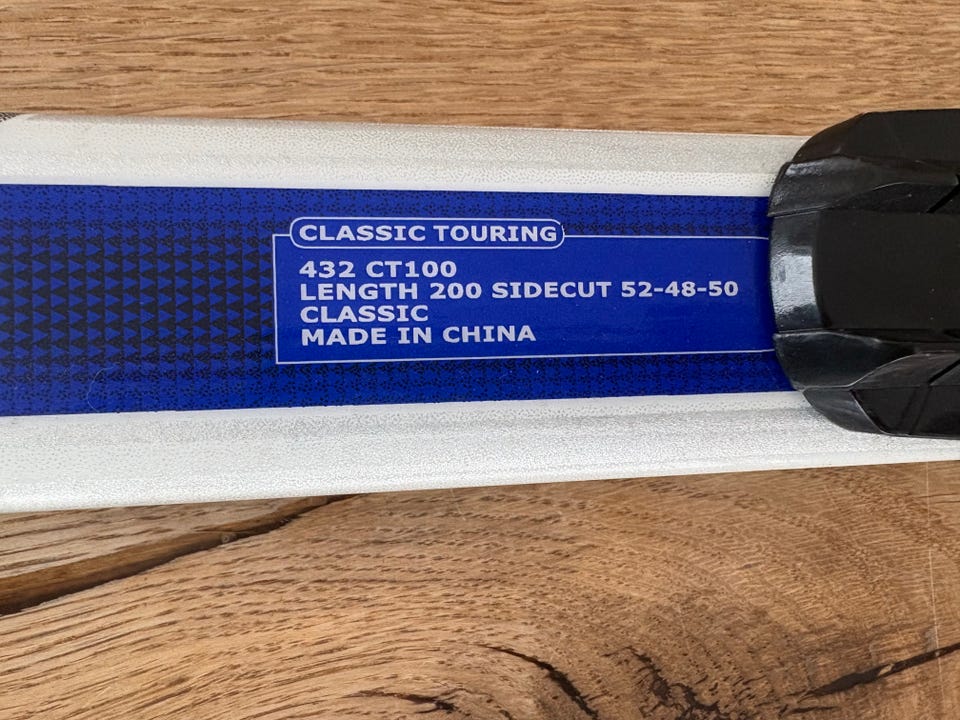 CLASSIC TOURING
432 CT100
LENGTH 200 SIDECUT 52-48-50
CLASSIC
MADE IN CHINA